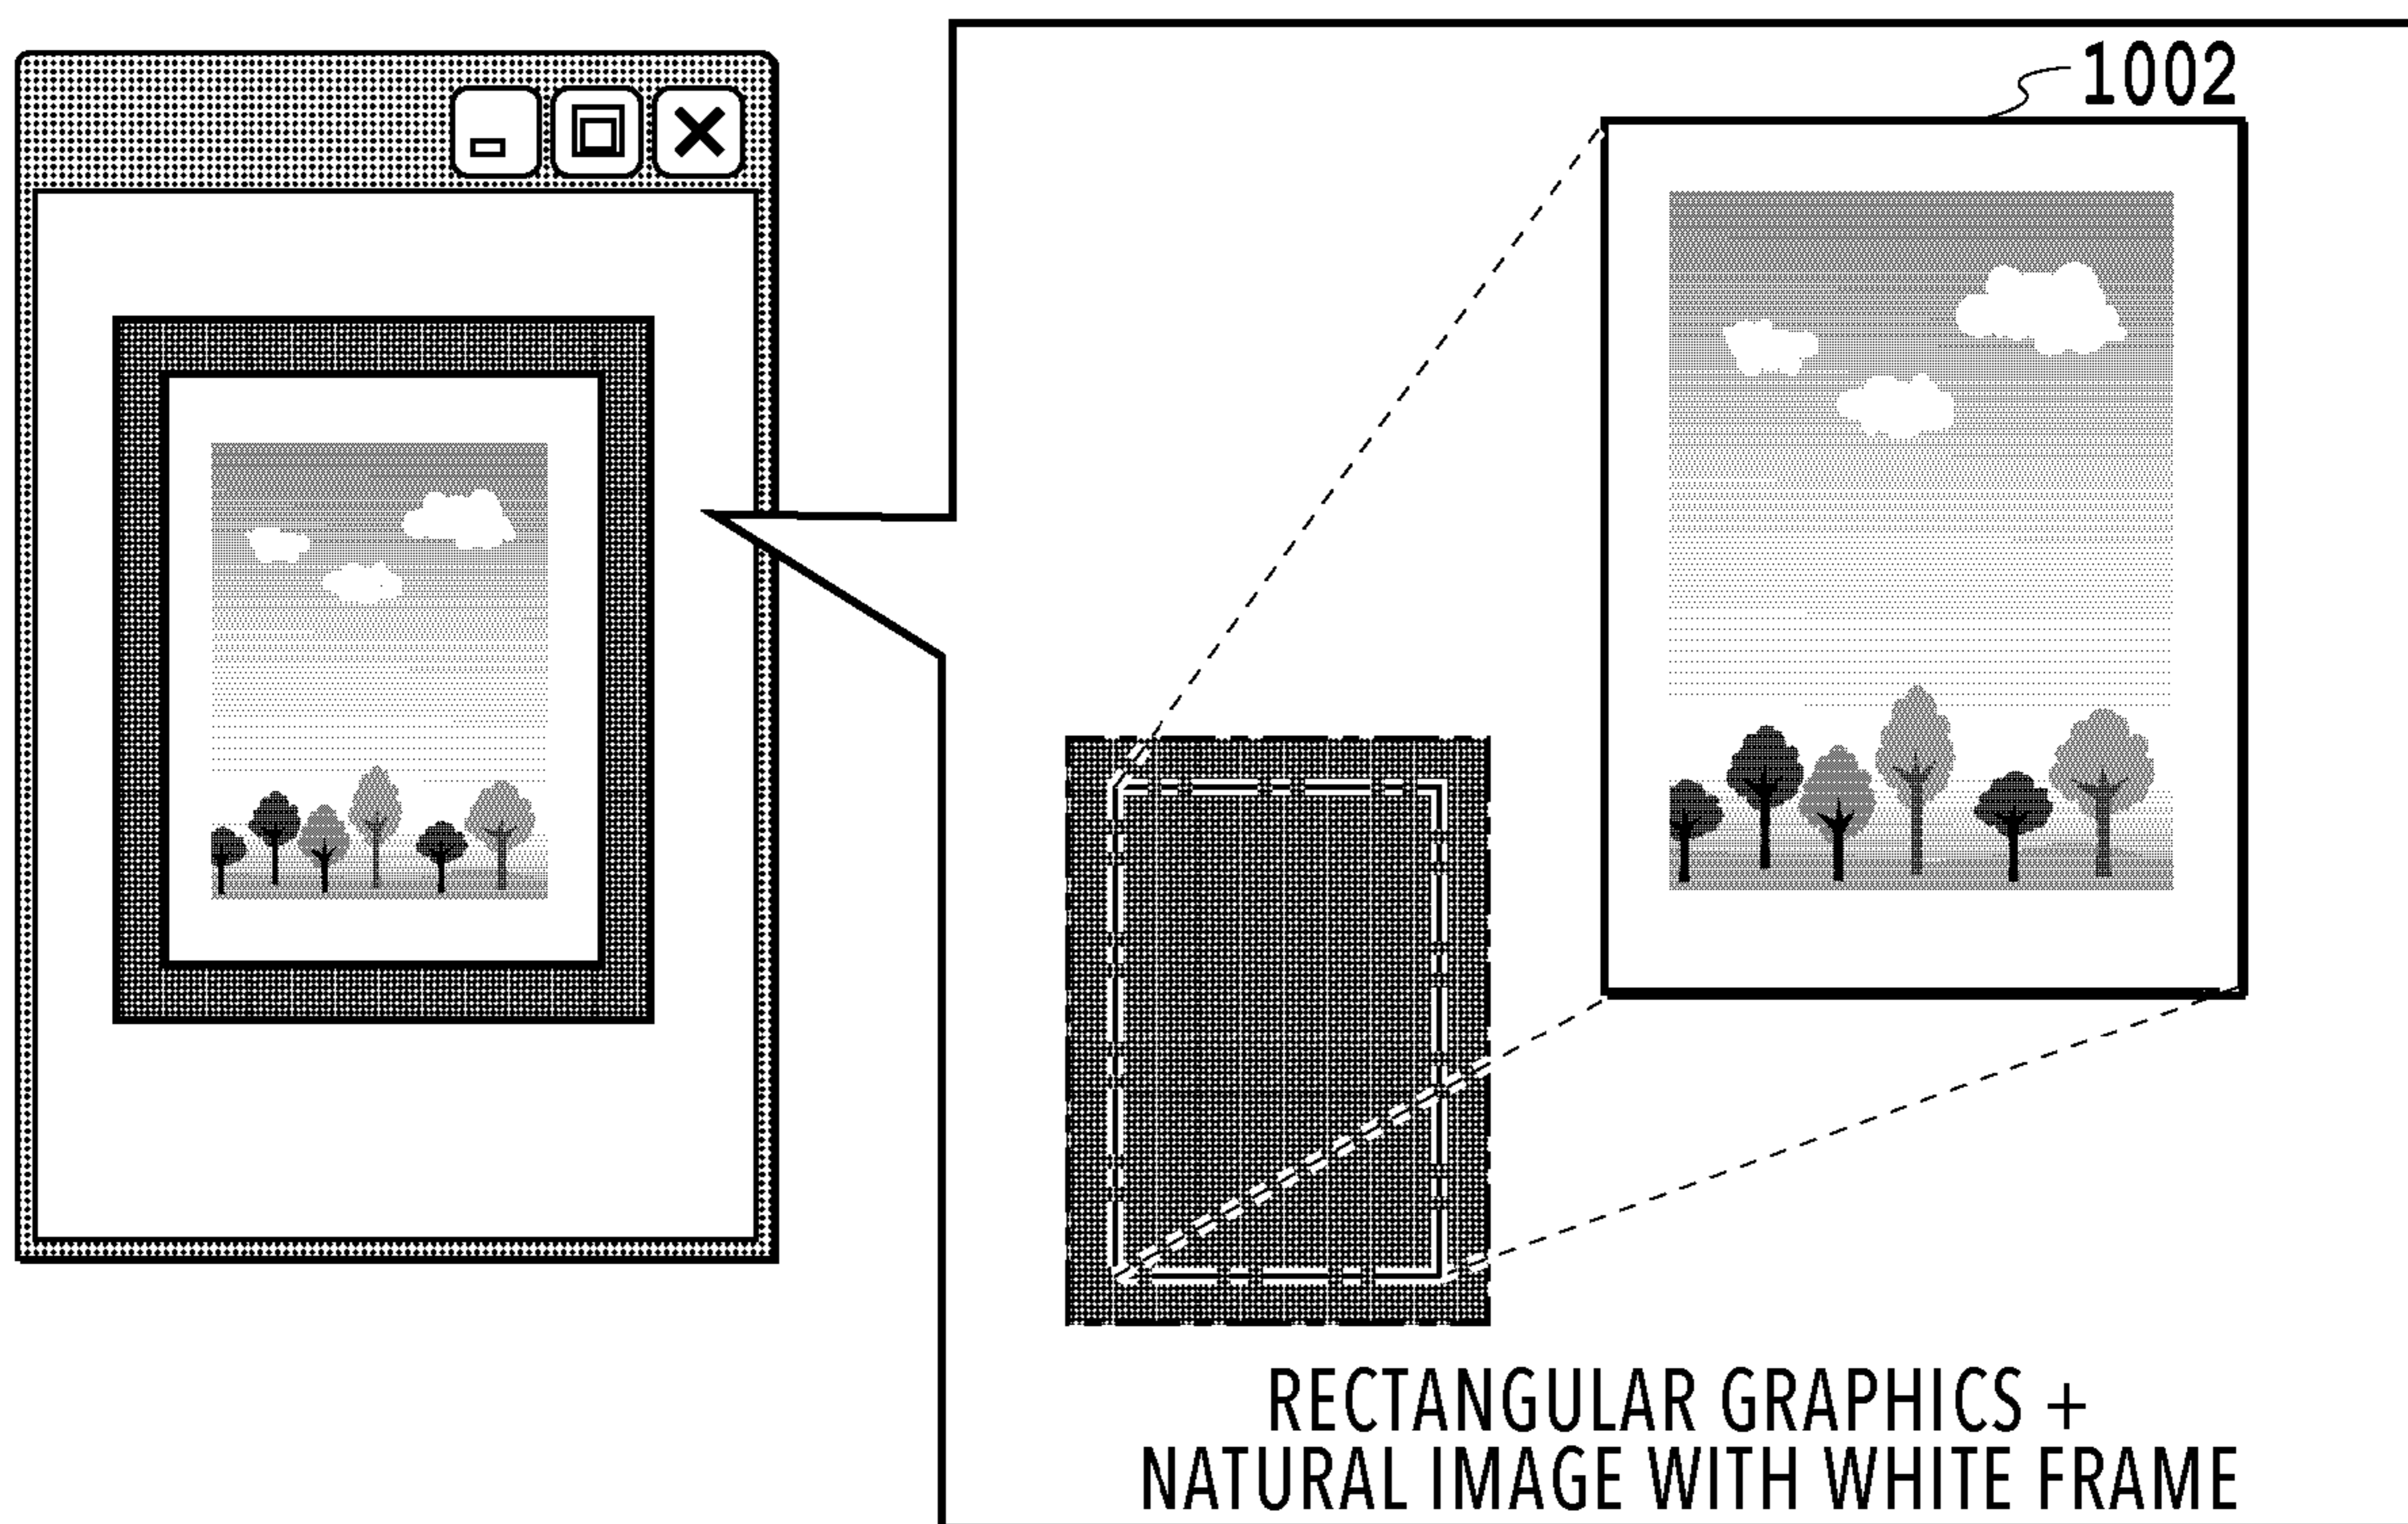 1002
RECTANGULAR GRAPHICS +
NATURAL IMAGE WITH WHITE FRAME